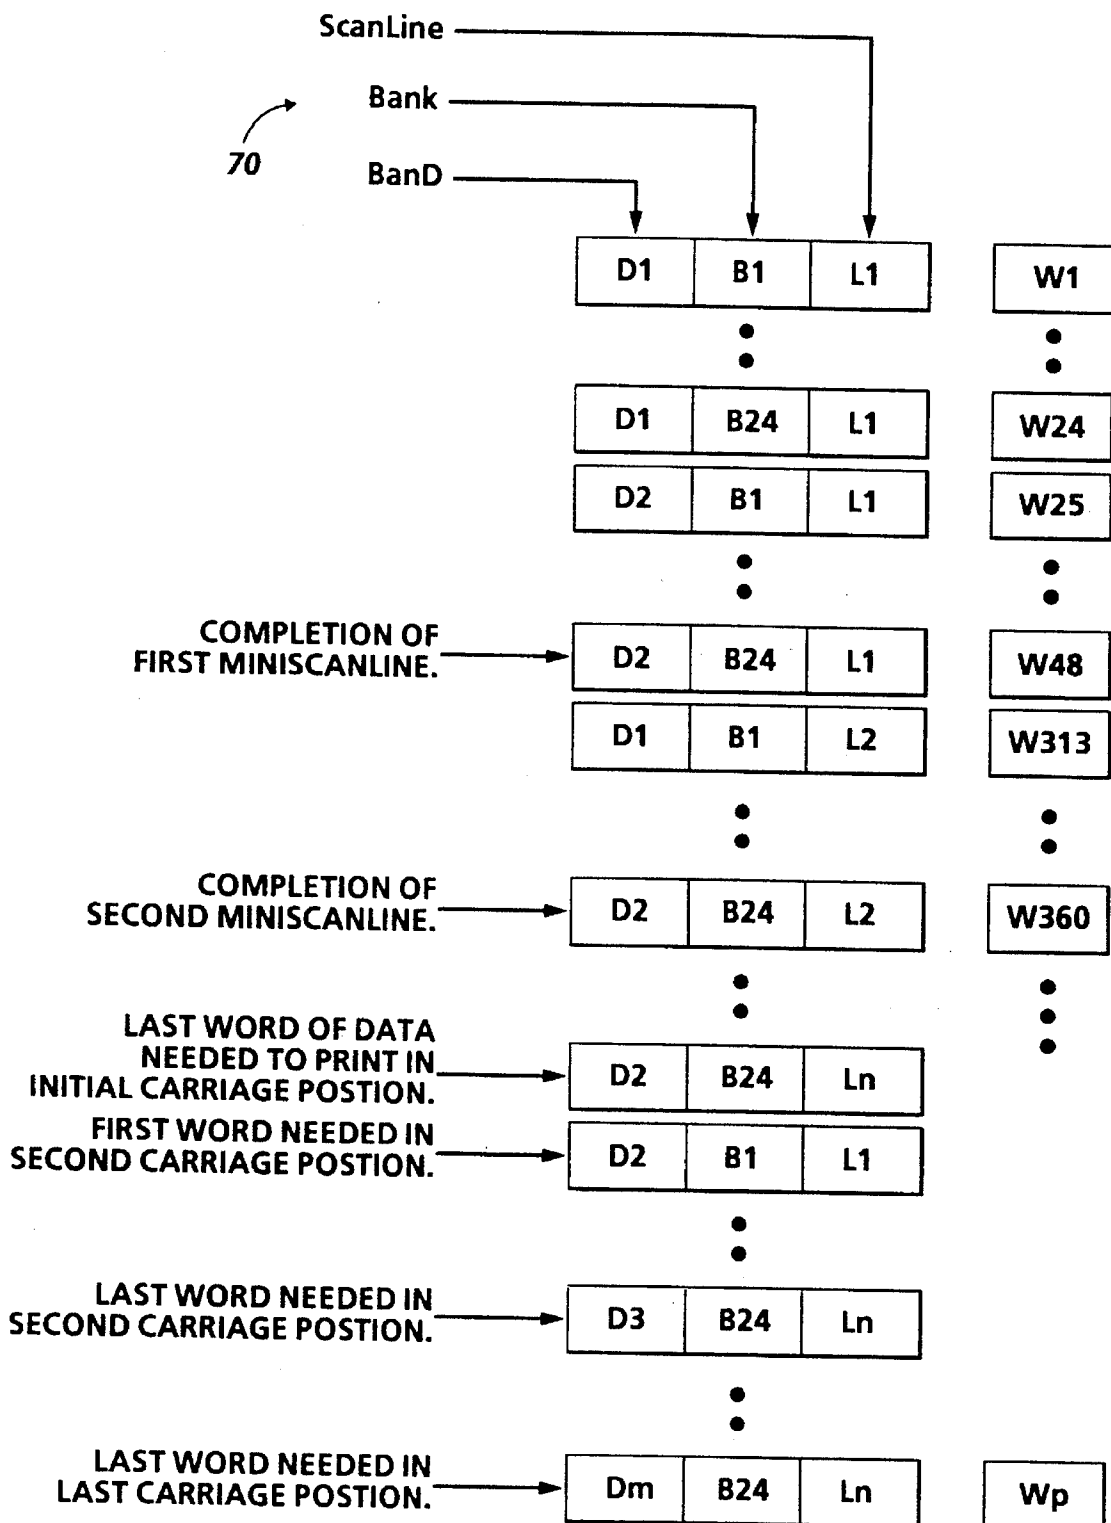 ScanLine
Bank
70
BanD
D1 B1 L1 W1
D1 B24 L1 W24
D2 B1 L1 W25
COMPLETION OF
FIRST MINISCANLINE.
D2 B24 L1 W48
D1 B1 L2 W313
COMPLETION OF
SECOND MINISCANLINE.
D2 B24 L2 W360
LAST WORD OF DATA
NEEDED TO PRINT IN
INITIAL CARRIAGE POSTION.
D2 B24 Ln
FIRST WORD NEEDED IN
SECOND CARRIAGE POSTION.
D2 B1 L1
LAST WORD NEEDED IN
SECOND CARRIAGE POSTION.
D3 B24 Ln
LAST WORD NEEDED IN
LAST CARRIAGE POSTION.
Dm B24 Ln Wp